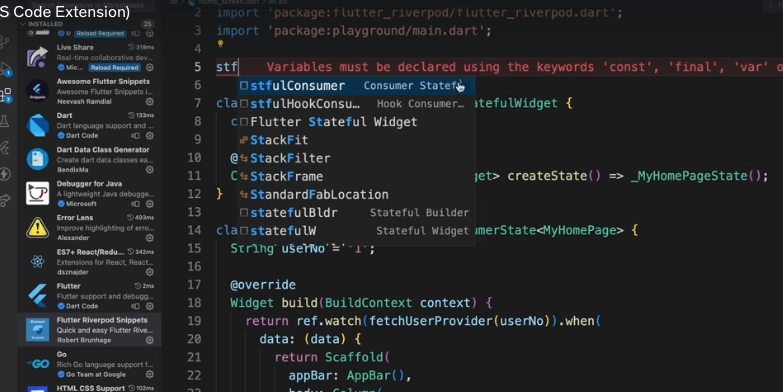 S Code Extension)
INSTALLED 25
Reload Required
Live Share 319ms
Real-time collaborative dev...
Mic... Reload Required
Awesome Flutter Snippets
Awesome Flutter Snippets i...
Neevash Ramdial
Dart 133ms
Dart language support and ...
Dart Code
Dart Data Class Generator
Create dart data classes ea...
BendixMa
Debugger for Java
A lightweight Java debugge...
Microsoft
Error Lens 493ms
Improve highlighting of erro...
Alexander
ES7+ React/Redu... 342ms
Extensions for React, React...
dsznajder
Flutter 2ms
Flutter support and debugg...
Dart Code
Flutter Riverpod Snippets
Quick and easy Flutter Rive...
Robert Brunhage
Go
Rich Go language support f...
Go Team at Google
HTML CSS Support 102ms
2 import 'package:flutter_riverpod/flutter_riverpod.dart';
3 import 'package:playground/main.dart';
4
5 stf Variables must be declared using the keywords 'const', 'final', 'var' o
6 stfulConsumer Consumer Statef
7 cla stfulHookConsu... Hook Consumer... atefulWidget {
8 c Flutter Stateful Widget
9 StackFit
10 @ StackFilter
11 C StackFrame get> createState() => _MyHomePageState();
12 } StandardFabLocation
13 statefulBldr Stateful Builder
14 cla statefulW Stateful Widget umerState<MyHomePage> {
15 String userNo = '1';
16
17 @override
18 Widget build(BuildContext context) {
19 return ref.watch(fetchUserProvider(userNo)).when(
20 data: (data) {
21 return Scaffold(
22 appBar: AppBar(),